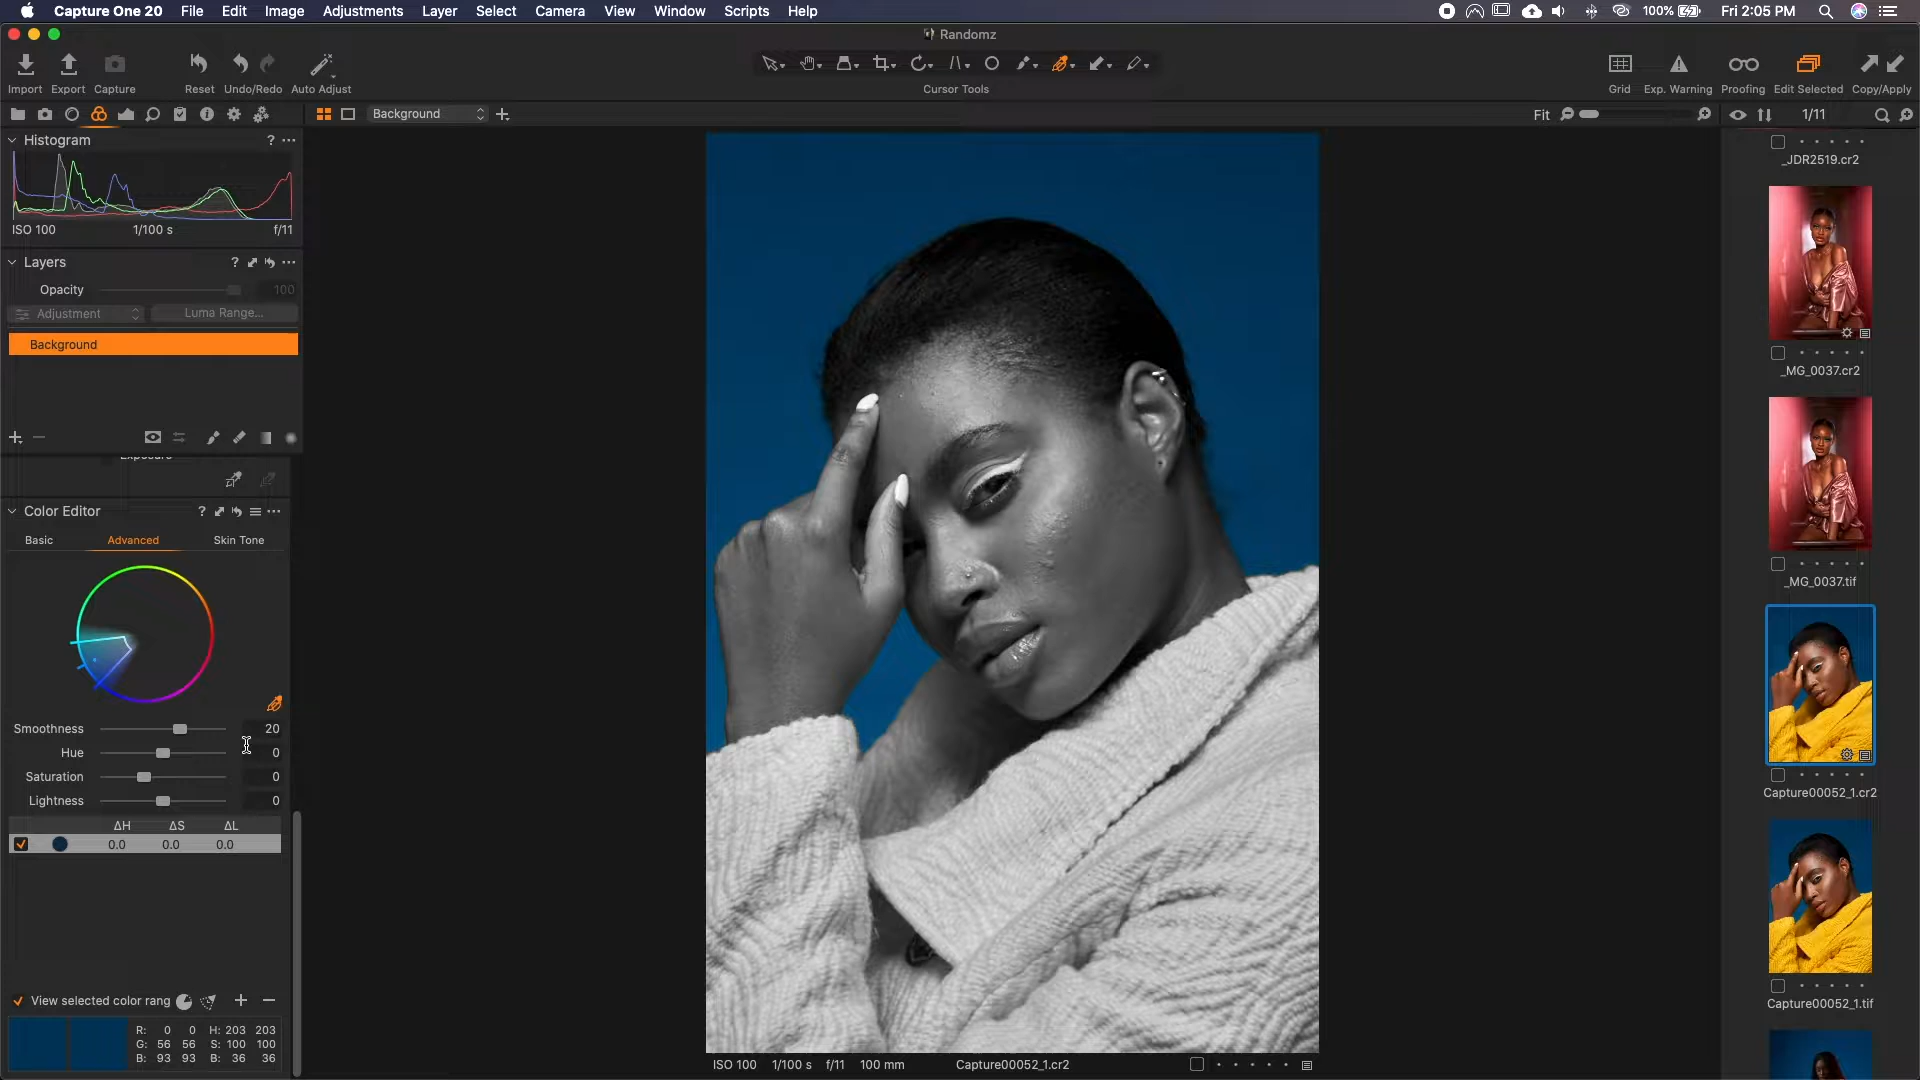 Capture One 20 File Edit Image Adjustments Layer Select Camera View Window Scripts Help 100% Fri 2:05 PM
Randomz
Import Export Capture Reset Undo/Redo Auto Adjust Cursor Tools Grid Exp. Warning Proofing Edit Selected Copy/Apply
Background Fit 1/11
Histogram ?
ISO 100 1/100 s f/11
Layers ?
Opacity 100
Adjustment Luma Range...
Background
Exposure
Color Editor ?
Basic Advanced Skin Tone
Smoothness 20
Hue 0
Saturation 0
Lightness 0
ΔH ΔS ΔL
0.0 0.0 0.0
View selected color rang
R: 0 0 H: 203 203
G: 56 56 S: 100 100
B: 93 93 B: 36 36
ISO 100 1/100 s f/11 100 mm Capture00052_1.cr2
_JDR2519.cr2
_MG_0037.cr2
_MG_0037.tif
Capture00052_1.cr2
Capture00052_1.tif